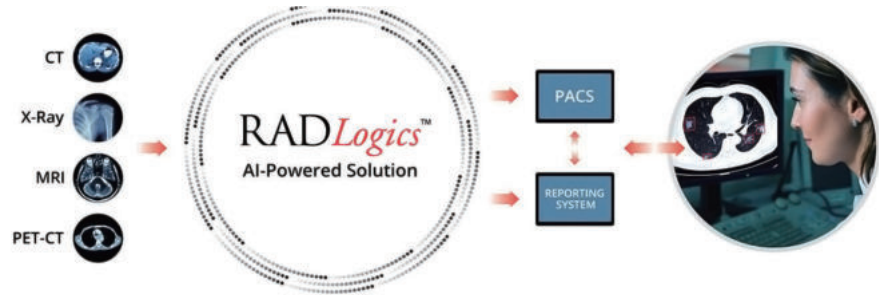 CT
X-Ray
MRI
PET-CT
RADLogics™
AI-Powered Solution
PACS
REPORTING
SYSTEM